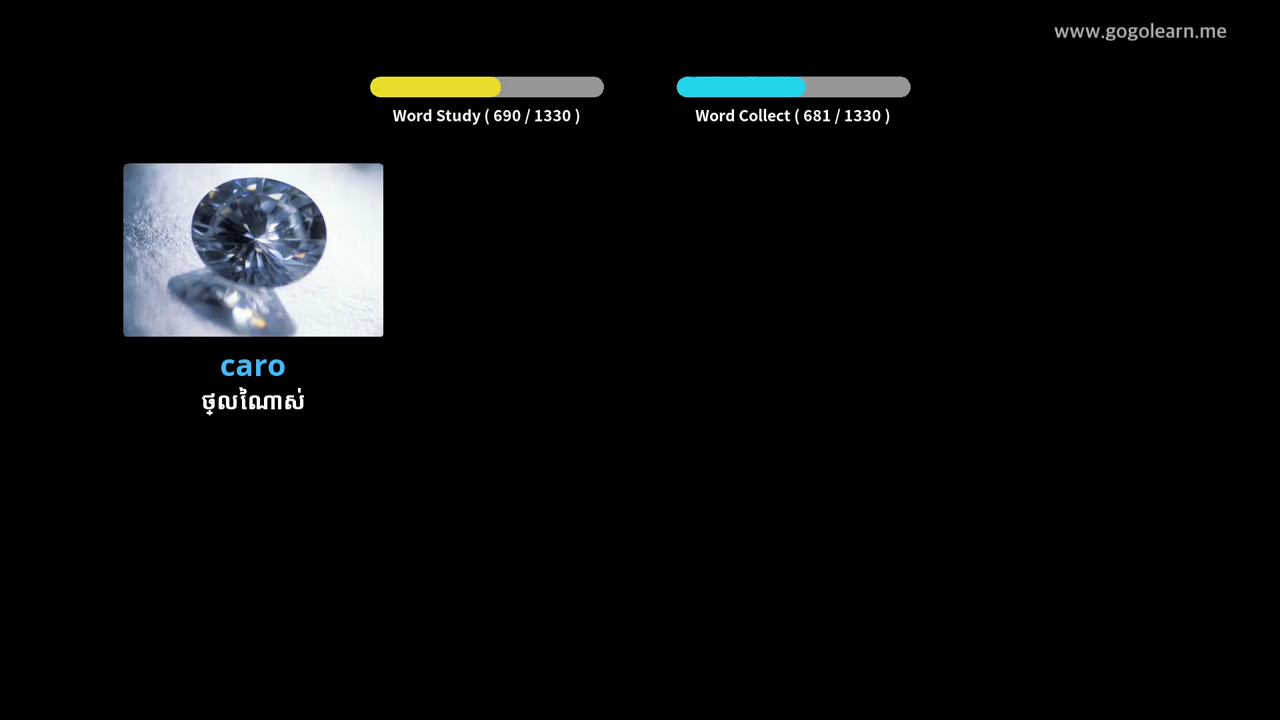 www.gogolearn.me
Word Study ( 690 / 1330 )
Word Collect ( 681 / 1330 )
caro
ថ្លៃណាស់